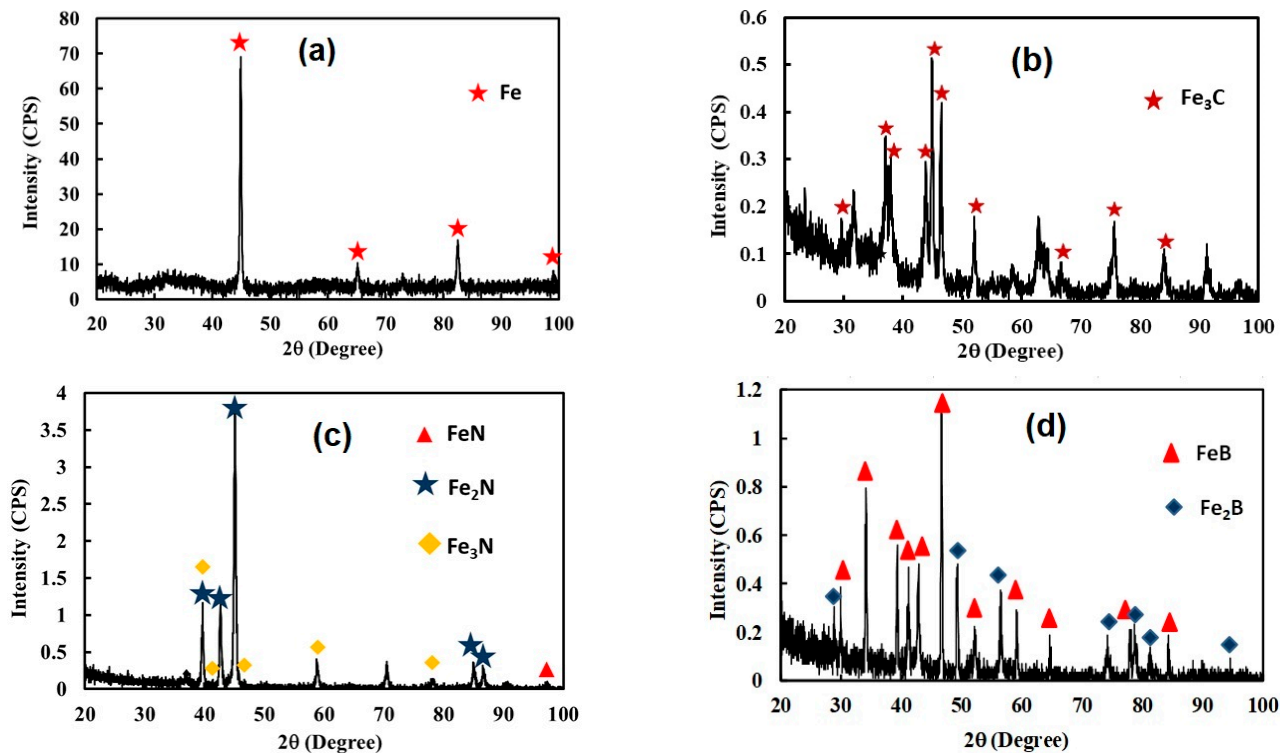 (a)
Fe
Intensity (CPS)
80
70
60
50
40
30
20
10
0
20 30 40 50 60 70 80 90 100
2θ (Degree)
(b)
Fe₃C
Intensity (CPS)
0.6
0.5
0.4
0.3
0.2
0.1
0
20 30 40 50 60 70 80 90 100
2θ (Degree)
(c)
FeN
Fe₂N
Fe₃N
Intensity (CPS)
4
3.5
3
2.5
2
1.5
1
0.5
0
20 30 40 50 60 70 80 90 100
2θ (Degree)
(d)
FeB
Fe₂B
Intensity (CPS)
1.2
1
0.8
0.6
0.4
0.2
0
20 30 40 50 60 70 80 90 100
2θ (Degree)